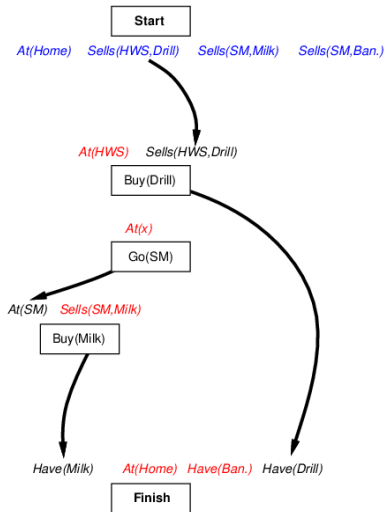 Start
At(Home) Sells(HWS,Drill) Sells(SM,Milk) Sells(SM,Ban.)
At(HWS) Sells(HWS,Drill)
Buy(Drill)
At(x)
Go(SM)
At(SM) Sells(SM,Milk)
Buy(Milk)
Have(Milk) At(Home) Have(Ban.) Have(Drill)
Finish